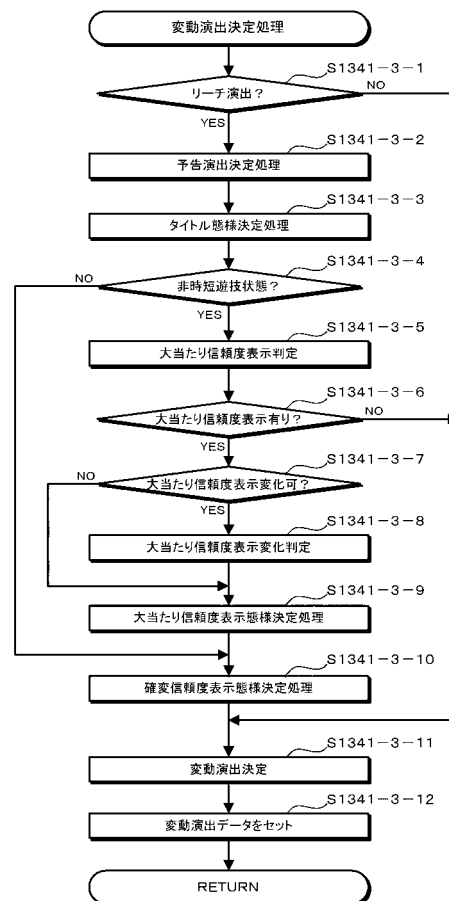 変動演出決定処理
S1341-3-1
リーチ演出？
NO
YES
S1341-3-2
予告演出決定処理
S1341-3-3
タイトル態様決定処理
S1341-3-4
NO
非時短遊技状態？
YES
S1341-3-5
大当たり信頼度表示判定
S1341-3-6
大当たり信頼度表示有り？
NO
YES
S1341-3-7
NO
大当たり信頼度表示変化可？
YES
S1341-3-8
大当たり信頼度表示変化判定
S1341-3-9
大当たり信頼度表示態様決定処理
S1341-3-10
確変信頼度表示態様決定処理
S1341-3-11
変動演出決定
S1341-3-12
変動演出データをセット
RETURN